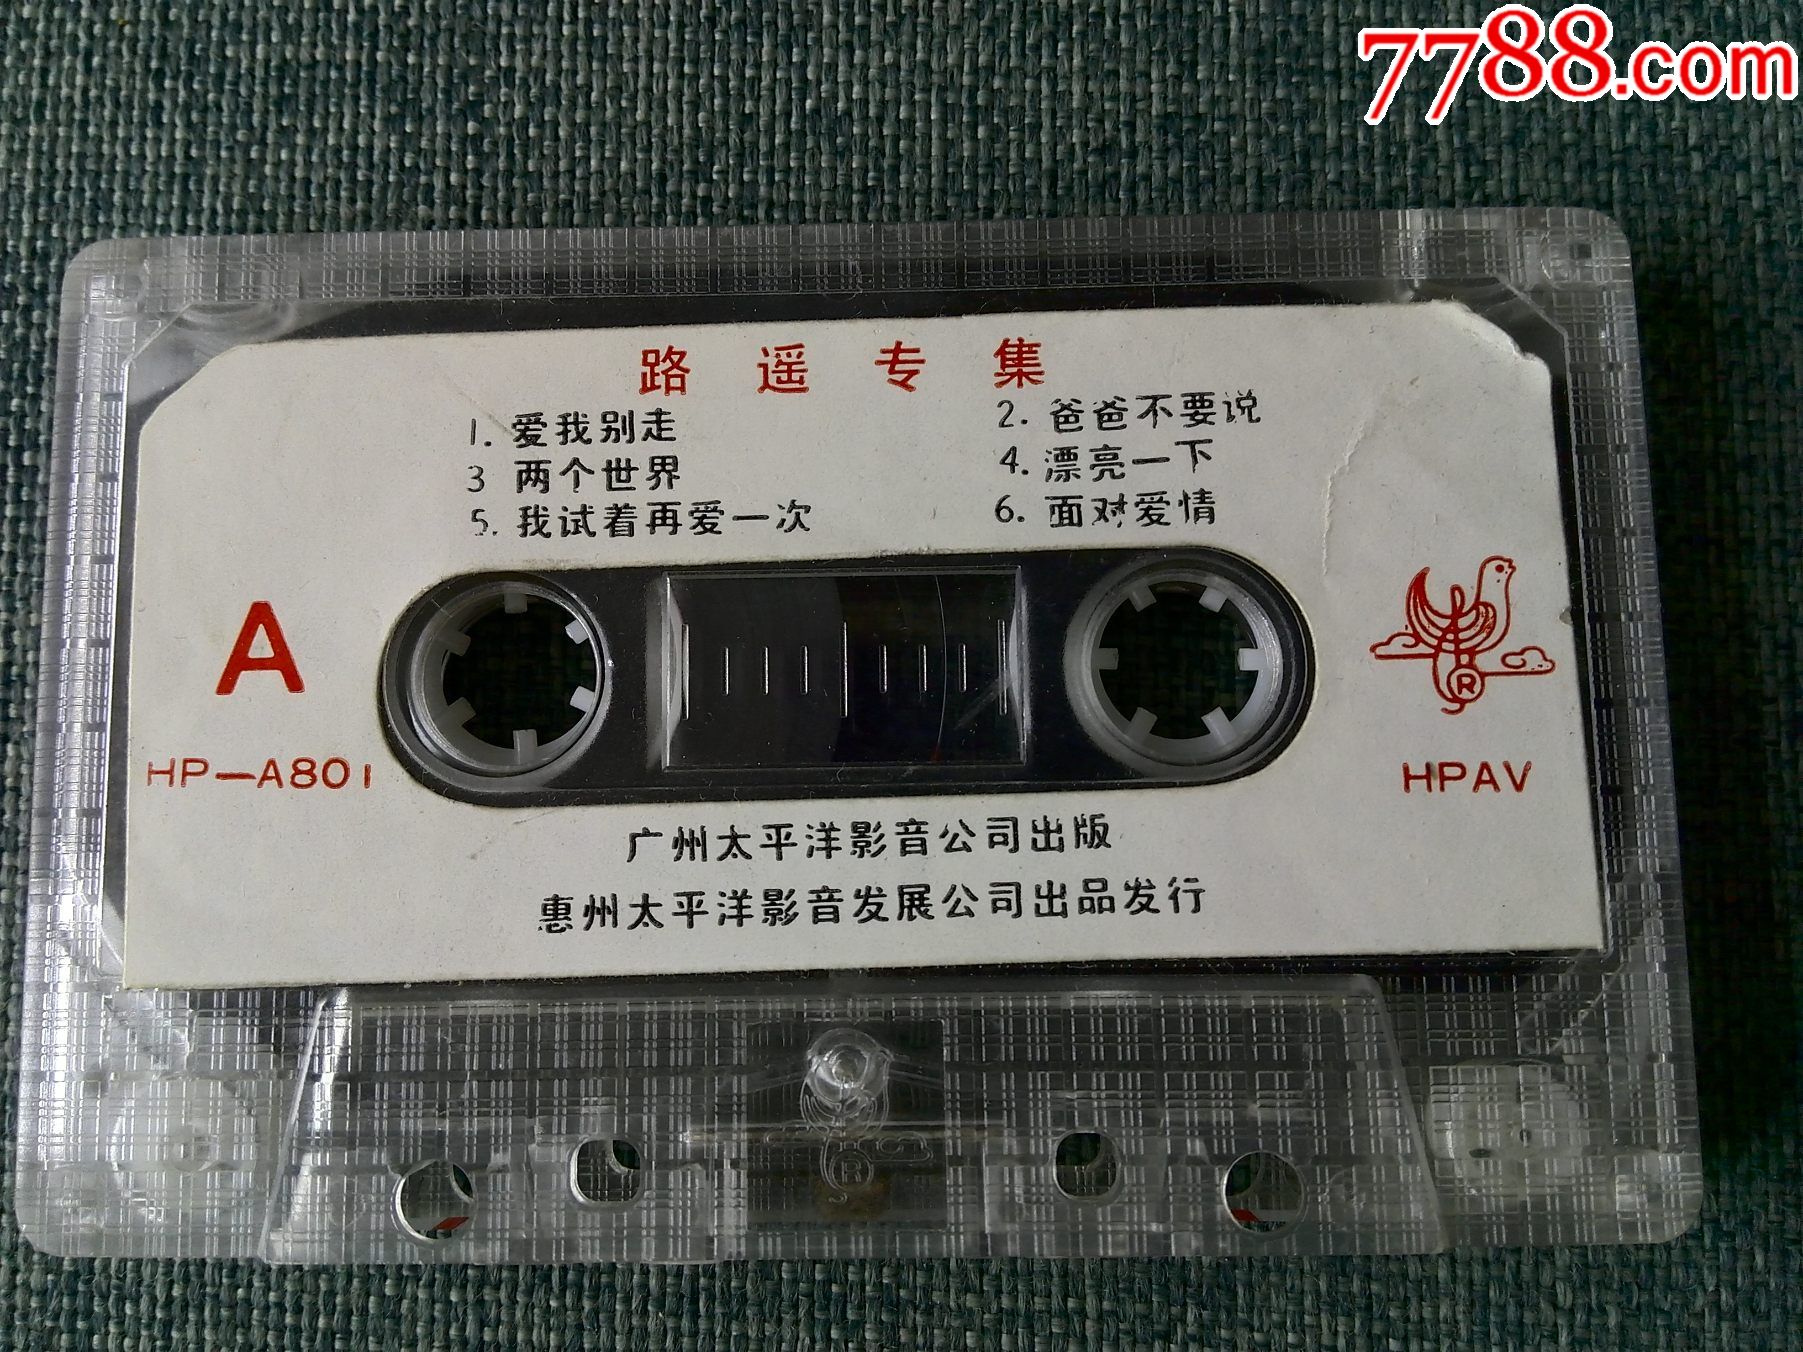 7788.com
路遥专集
1. 爱我别走 2. 爸爸不要说
3 两个世界 4. 漂亮一下
5. 我试着再爱一次 6. 面对爱情
A
R
HP—A801 HPAV
广州太平洋影音公司出版
惠州太平洋影音发展公司出品发行
R